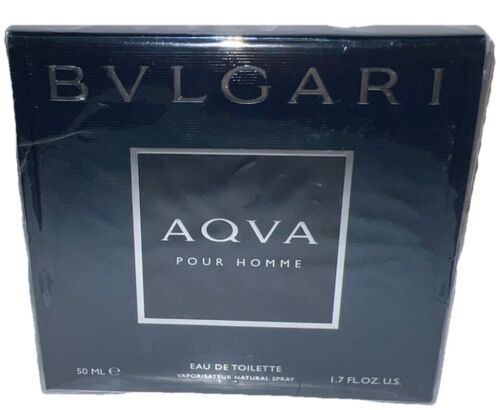 BVLGARI
AQVA
POUR HOMME
EAU DE TOILETTE
VAPORISATEUR NATURAL SPRAY
50 ML ℮
1.7 FL.OZ. U.S.